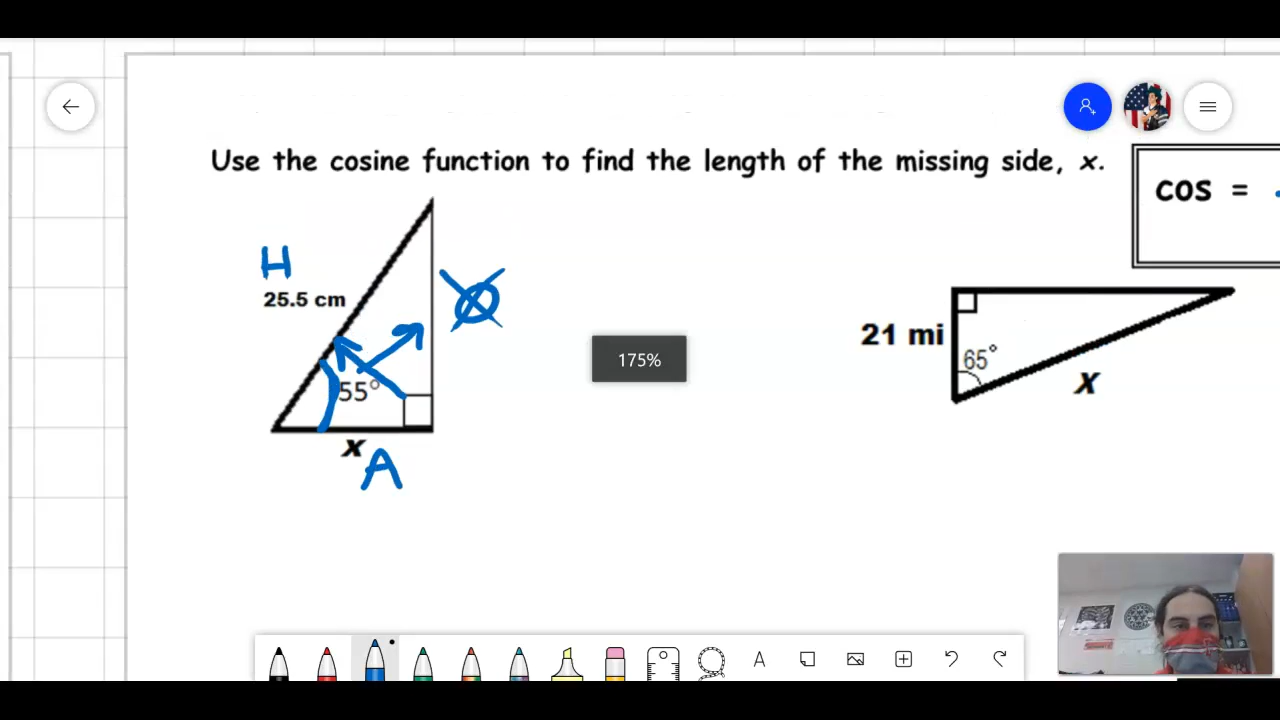 Use the cosine function to find the length of the missing side, x.
cos =
H
25.5 cm
O
55°
x
A
175%
21 mi
65°
X
A